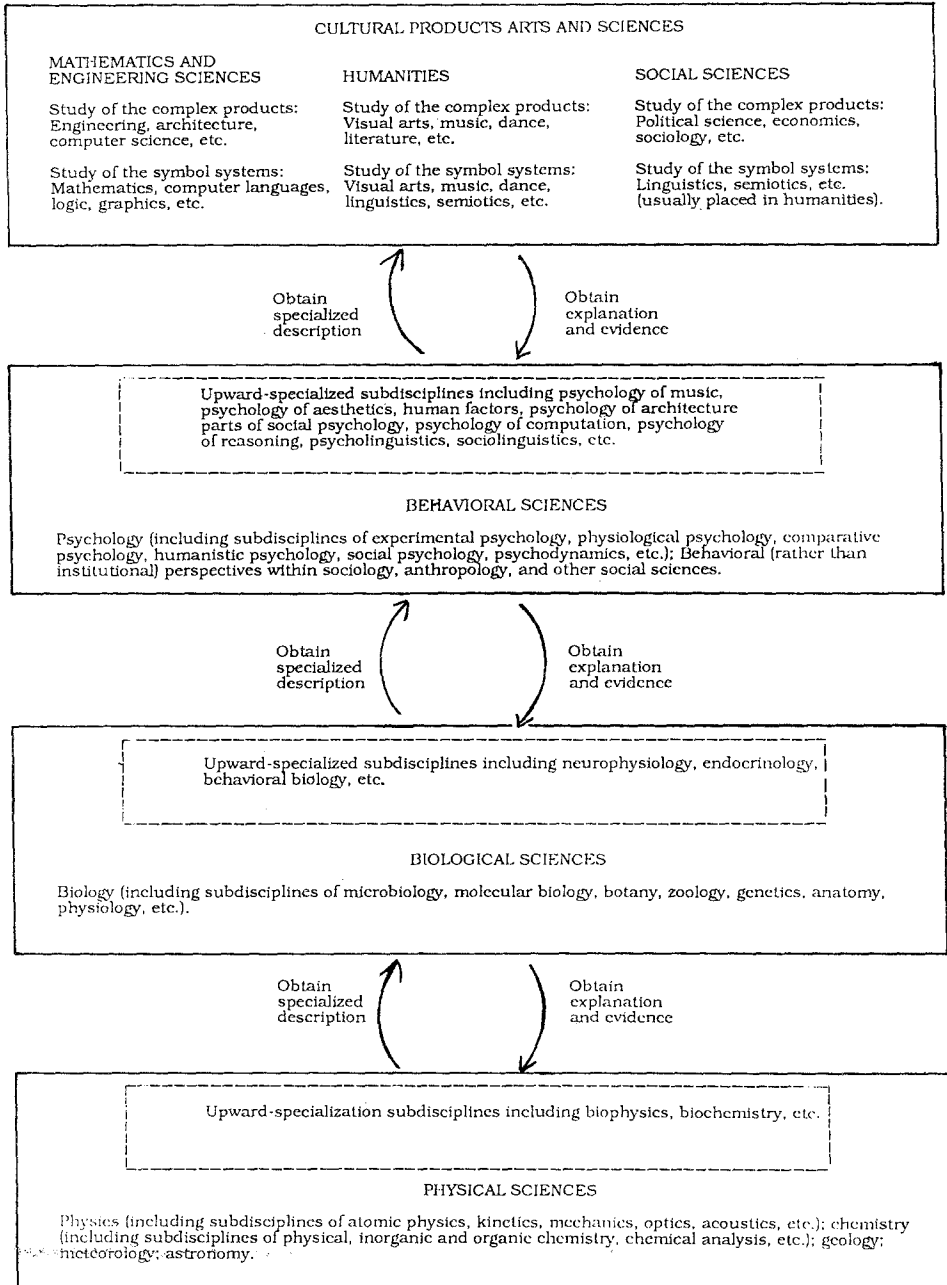 CULTURAL PRODUCTS ARTS AND SCIENCES
MATHEMATICS AND
ENGINEERING SCIENCES
Study of the complex products:
Engineering, architecture,
computer science, etc.
Study of the symbol systems:
Mathematics, computer languages,
logic, graphics, etc.
HUMANITIES
Study of the complex products:
Visual arts, music, dance,
literature, etc.
Study of the symbol systems:
Visual arts, music, dance,
linguistics, semiotics, etc.
SOCIAL SCIENCES
Study of the complex products:
Political science, economics,
sociology, etc.
Study of the symbol systems:
Linguistics, semiotics, etc.
(usually placed in humanities).
Obtain
specialized
description
Obtain
explanation
and evidence
Upward-specialized subdisciplines including psychology of music,
psychology of aesthetics, human factors, psychology of architecture
parts of social psychology, psychology of computation, psychology
of reasoning, psycholinguistics, sociolinguistics, etc.
BEHAVIORAL SCIENCES
Psychology (including subdisciplines of experimental psychology, physiological psychology, comparative
psychology, humanistic psychology, social psychology, psychodynamics, etc.); Behavioral (rather than
institutional) perspectives within sociology, anthropology, and other social sciences.
Obtain
specialized
description
Obtain
explanation
and evidence
Upward-specialized subdisciplines including neurophysiology, endocrinology,
behavioral biology, etc.
BIOLOGICAL SCIENCES
Biology (including subdisciplines of microbiology, molecular biology, botany, zoology, genetics, anatomy,
physiology, etc.).
Obtain
specialized
description
Obtain
explanation
and evidence
Upward-specialization subdisciplines including biophysics, biochemistry, etc.
PHYSICAL SCIENCES
Physics (including subdisciplines of atomic physics, kinetics, mechanics, optics, acoustics, etc.); chemistry
(including subdisciplines of physical, inorganic and organic chemistry, chemical analysis, etc.); geology;
meteorology; astronomy.